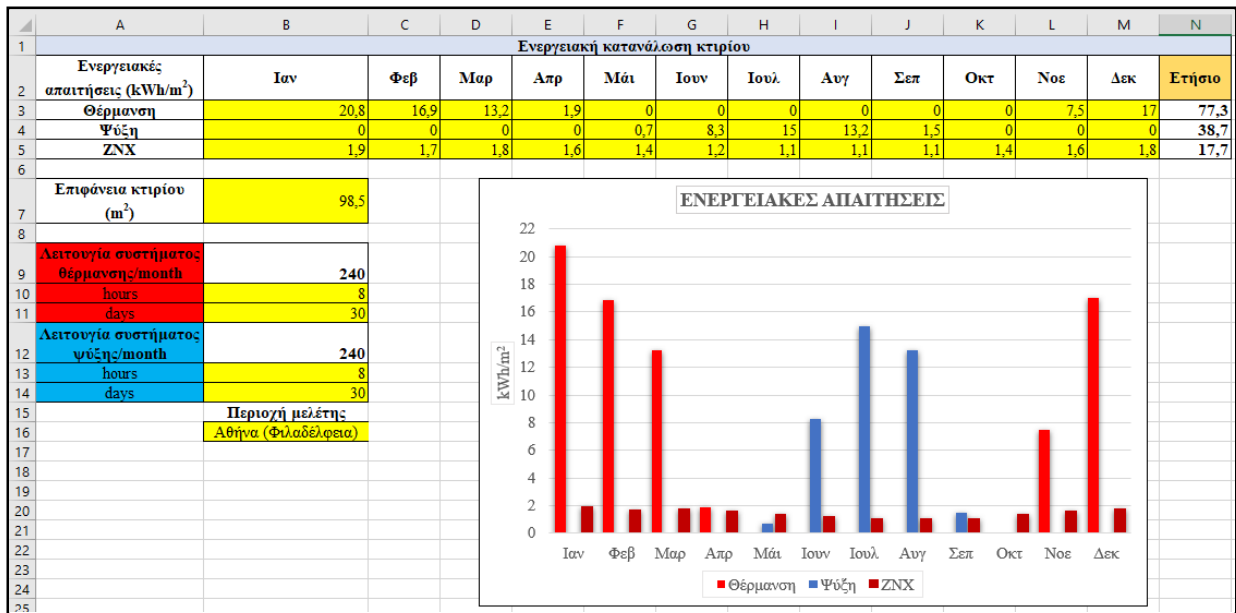 A B C D E F G H I J K L M N
1 Ενεργειακή κατανάλωση κτιρίου
2 Ενεργειακές απαιτήσεις (kWh/m²) Ιαν Φεβ Μαρ Απρ Μάι Ιουν Ιουλ Αυγ Σεπ Οκτ Νοε Δεκ Ετήσιο
3 Θέρμανση 20,8 16,9 13,2 1,9 0 0 0 0 0 0 7,5 17 77,3
4 Ψύξη 0 0 0 0 0,7 8,3 15 13,2 1,5 0 0 0 38,7
5 ΖΝΧ 1,9 1,7 1,8 1,6 1,4 1,2 1,1 1,1 1,1 1,4 1,6 1,8 17,7
6
7 Επιφάνεια κτιρίου (m²) 98,5
8
9 Λειτουγία συστήματος θέρμανσης/month 240
10 hours 8
11 days 30
12 Λειτουγία συστήματος ψύξης/month 240
13 hours 8
14 days 30
15 Περιοχή μελέτης
16 Αθήνα (Φιλαδέλφεια)
17
18
19
20
21
22
23
24
25
ΕΝΕΡΓΕΙΑΚΕΣ ΑΠΑΙΤΗΣΕΙΣ
kWh/m²
22
20
18
16
14
12
10
8
6
4
2
0
Ιαν Φεβ Μαρ Απρ Μάι Ιουν Ιουλ Αυγ Σεπ Οκτ Νοε Δεκ
Θέρμανση Ψύξη ΖΝΧ